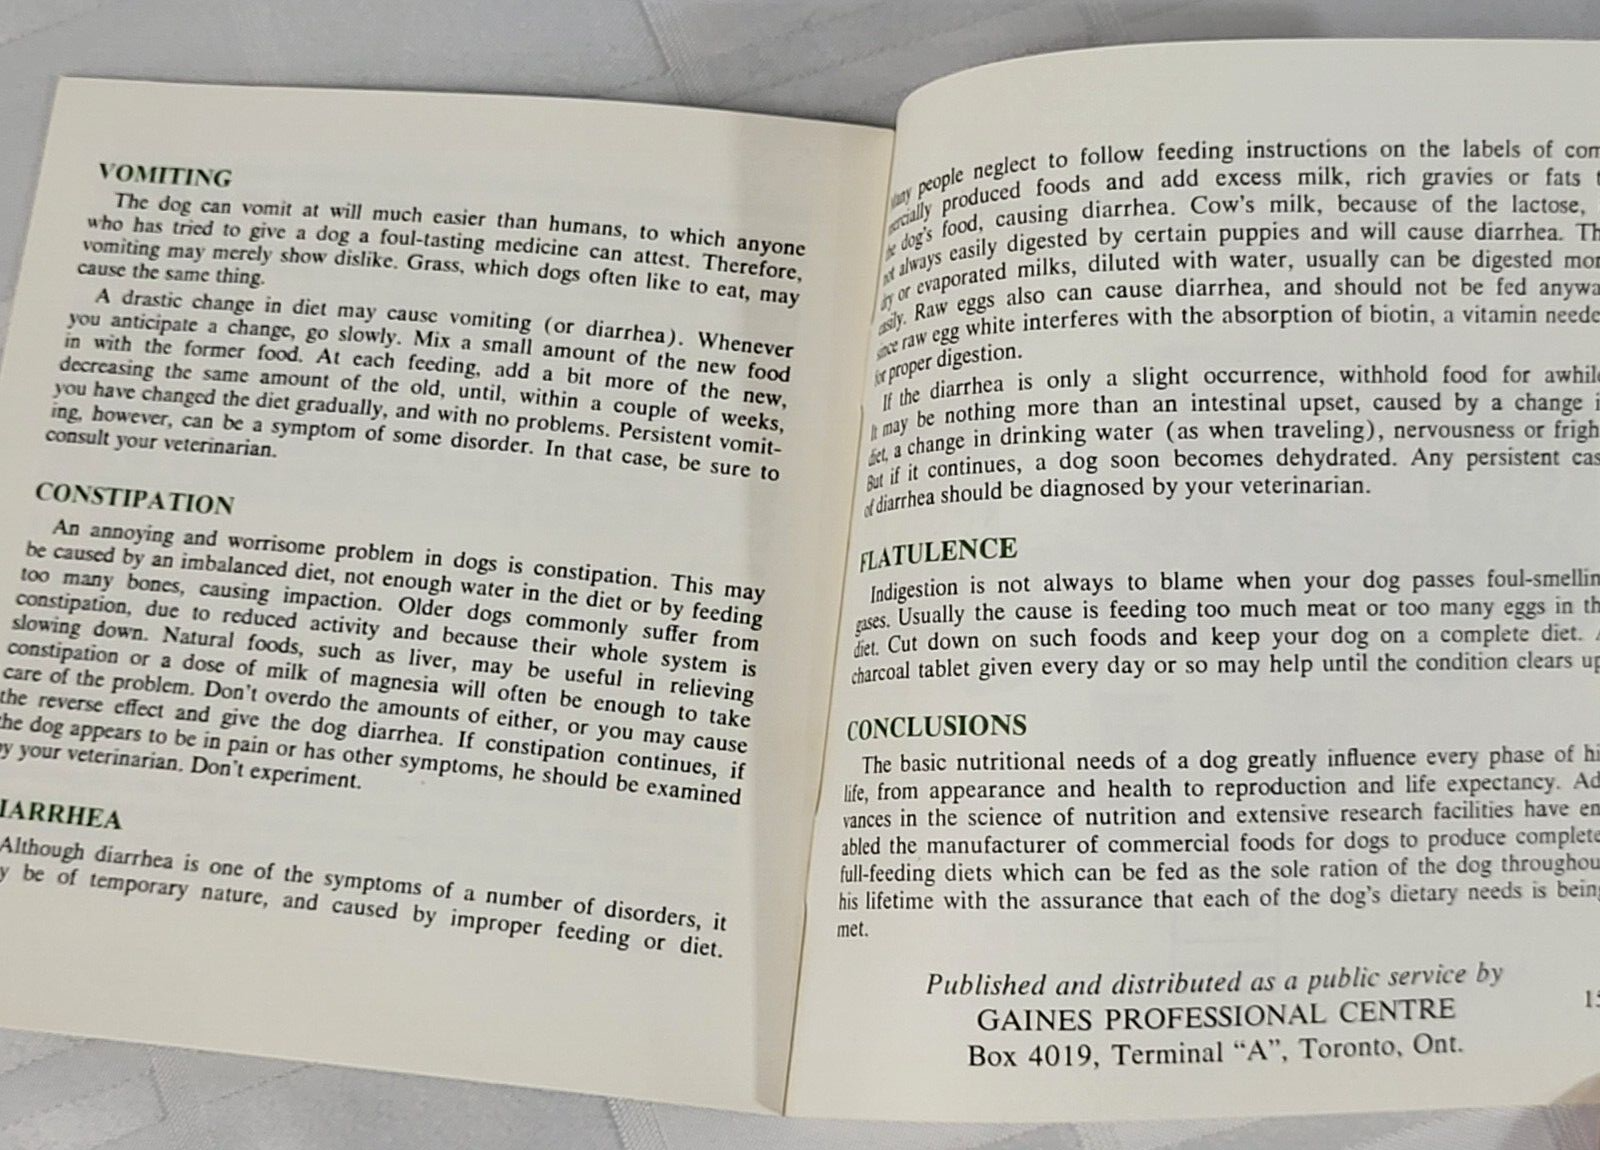 VOMITING
The dog can vomit at will much easier than humans, to which anyone
who has tried to give a dog a foul-tasting medicine can attest. Therefore,
vomiting may merely show dislike. Grass, which dogs often like to eat, may
cause the same thing.
A drastic change in diet may cause vomiting (or diarrhea). Whenever
you anticipate a change, go slowly. Mix a small amount of the new food
in with the former food. At each feeding, add a bit more of the new,
decreasing the same amount of the old, until, within a couple of weeks,
you have changed the diet gradually, and with no problems. Persistent vomit-
ing, however, can be a symptom of some disorder. In that case, be sure to
consult your veterinarian.
CONSTIPATION
An annoying and worrisome problem in dogs is constipation. This may
be caused by an imbalanced diet, not enough water in the diet or by feeding
too many bones, causing impaction. Older dogs commonly suffer from
constipation, due to reduced activity and because their whole system is
slowing down. Natural foods, such as liver, may be useful in relieving
constipation or a dose of milk of magnesia will often be enough to take
care of the problem. Don't overdo the amounts of either, or you may cause
the reverse effect and give the dog diarrhea. If constipation continues, if
he dog appears to be in pain or has other symptoms, he should be examined
y your veterinarian. Don't experiment.
IARRHEA
Although diarrhea is one of the symptoms of a number of disorders, it
y be of temporary nature, and caused by improper feeding or diet.
any people neglect to follow feeding instructions on the labels of com
ercially produced foods and add excess milk, rich gravies or fats t
he dog's food, causing diarrhea. Cow's milk, because of the lactose,
not always easily digested by certain puppies and will cause diarrhea. Th
dry or evaporated milks, diluted with water, usually can be digested mor
easily. Raw eggs also can cause diarrhea, and should not be fed anywa
since raw egg white interferes with the absorption of biotin, a vitamin neede
for proper digestion.
If the diarrhea is only a slight occurrence, withhold food for awhil
It may be nothing more than an intestinal upset, caused by a change i
diet, a change in drinking water (as when traveling), nervousness or frigh
But if it continues, a dog soon becomes dehydrated. Any persistent cas
of diarrhea should be diagnosed by your veterinarian.
FLATULENCE
Indigestion is not always to blame when your dog passes foul-smellin
gases. Usually the cause is feeding too much meat or too many eggs in th
diet. Cut down on such foods and keep your dog on a complete diet.
charcoal tablet given every day or so may help until the condition clears up
CONCLUSIONS
The basic nutritional needs of a dog greatly influence every phase of hi
life, from appearance and health to reproduction and life expectancy. Ad
vances in the science of nutrition and extensive research facilities have en
abled the manufacturer of commercial foods for dogs to produce complete
full-feeding diets which can be fed as the sole ration of the dog throughou
his lifetime with the assurance that each of the dog's dietary needs is being
met.
Published and distributed as a public service by
GAINES PROFESSIONAL CENTRE
Box 4019, Terminal "A", Toronto, Ont.
15